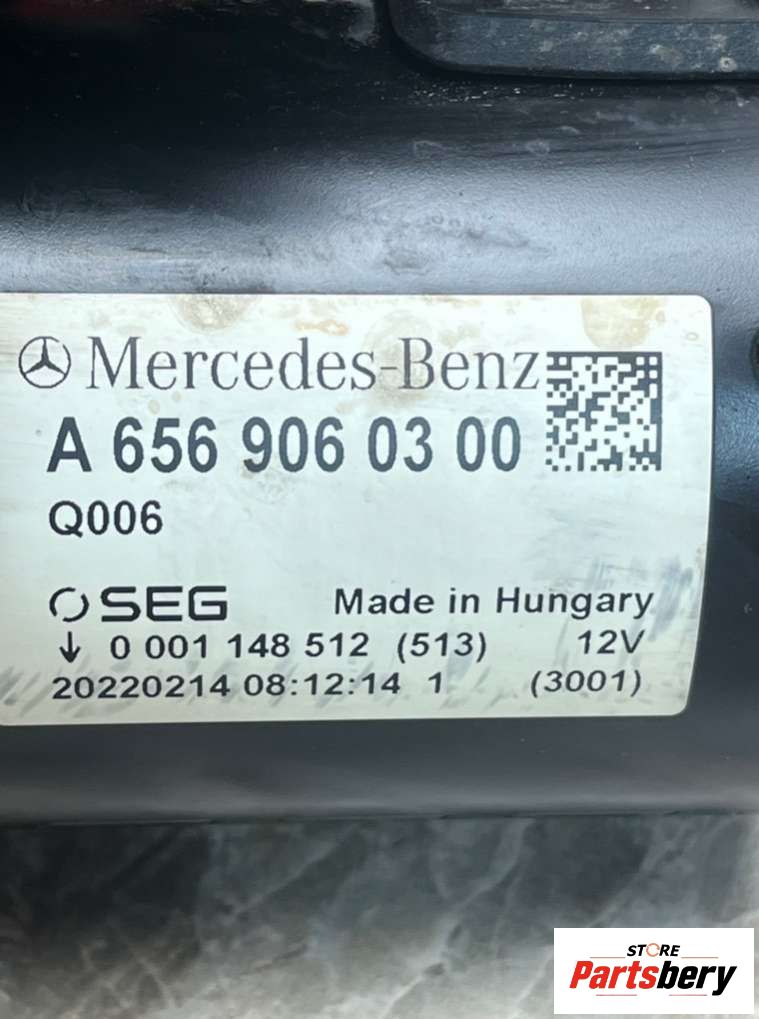 Mercedes-Benz
A 656 906 03 00
Q006
SEG Made in Hungary
↓ 0 001 148 512 (513) 12V
20220214 08:12:14 1 (3001)
STORE
Partsbery